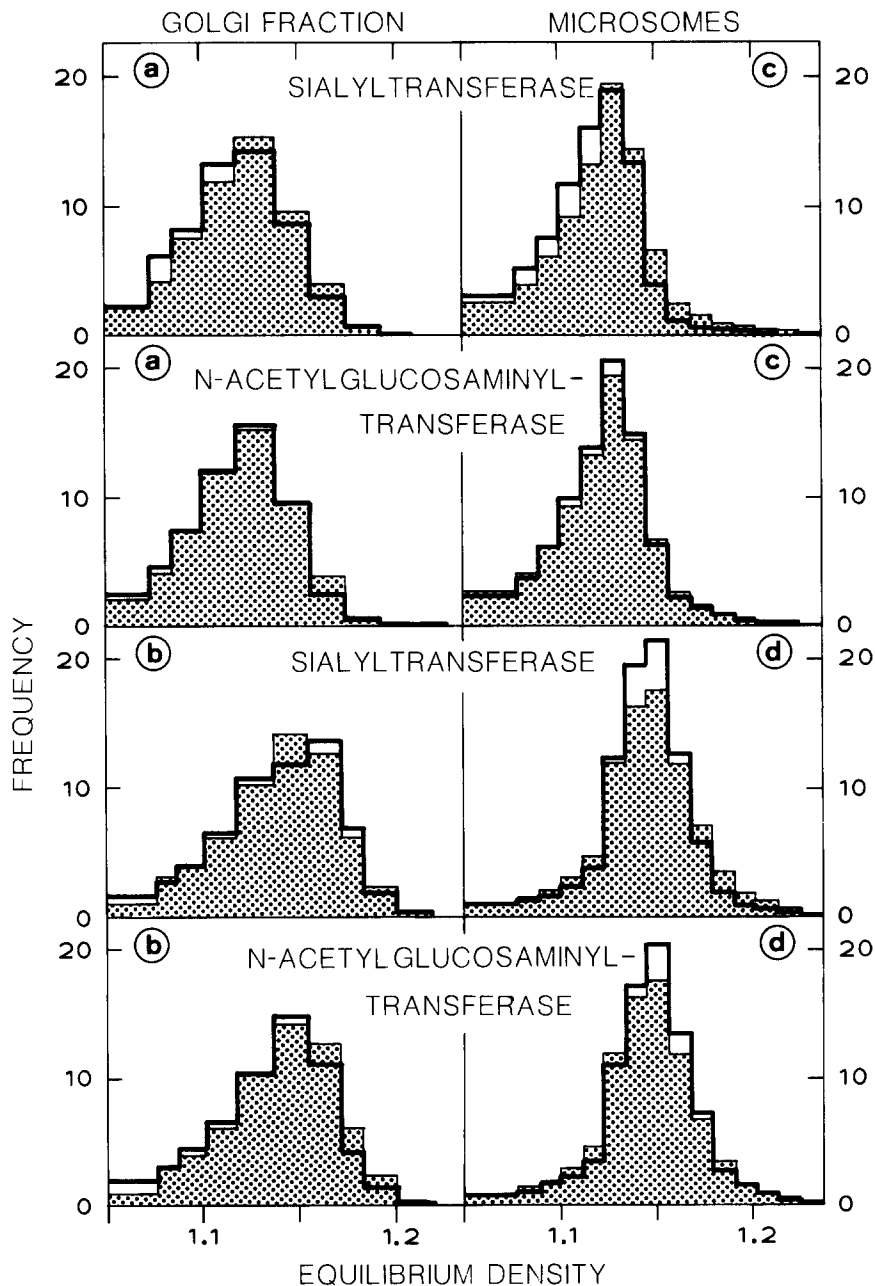 GOLGI FRACTION MICROSOMES
20 a SIALYLTRANSFERASE c 20
10 10
0 0
20 a N-ACETYLGLUCOSAMINYL- c 20
TRANSFERASE
10 10
0 0
20 b SIALYLTRANSFERASE d 20
10 10
0 0
20 b N-ACETYLGLUCOSAMINYL- d 20
TRANSFERASE
10 10
0 0
FREQUENCY
1.1 1.2 1.1 1.2
EQUILIBRIUM DENSITY